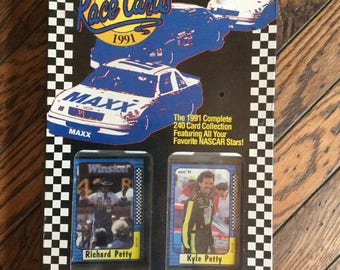 Race Cards
1991
MAXX
MAXX
The 1991 Complete
240 Card Collection
Featuring All Your
Favorite NASCAR Stars!
Winston
Richard Petty
Kyle Petty